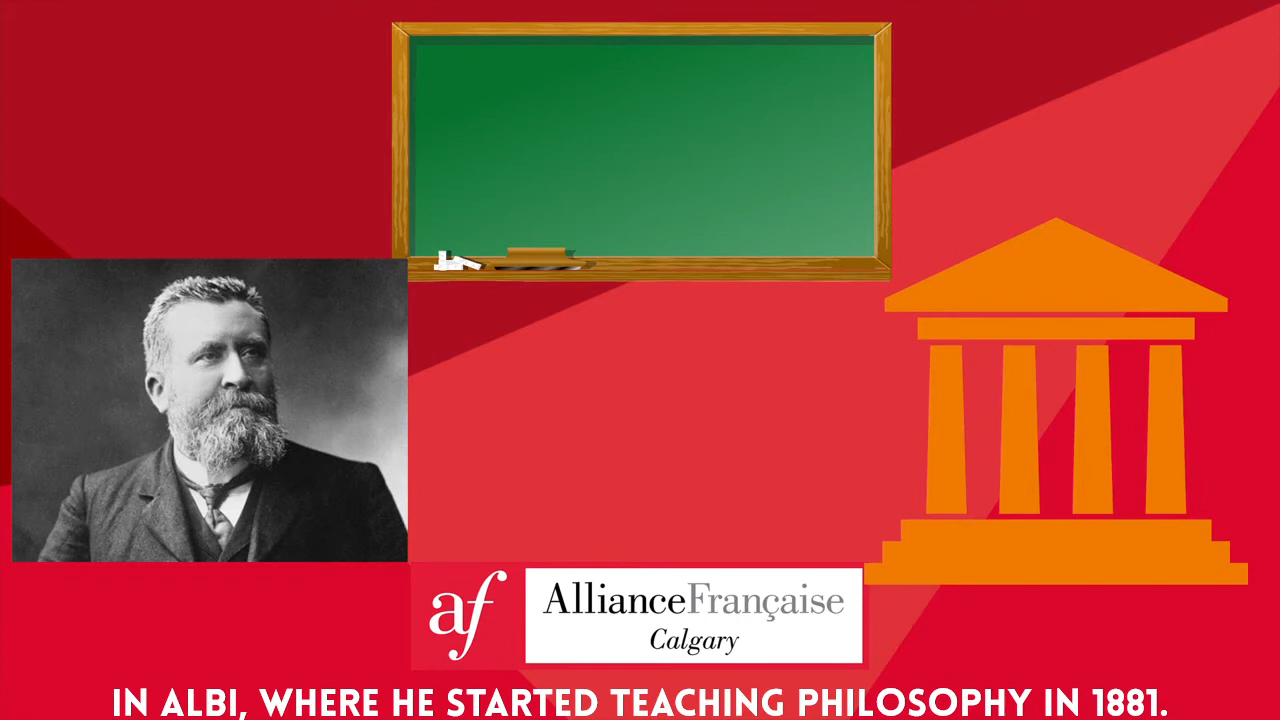 af
AllianceFrançaise
Calgary
IN ALBI, WHERE HE STARTED TEACHING PHILOSOPHY IN 1881.